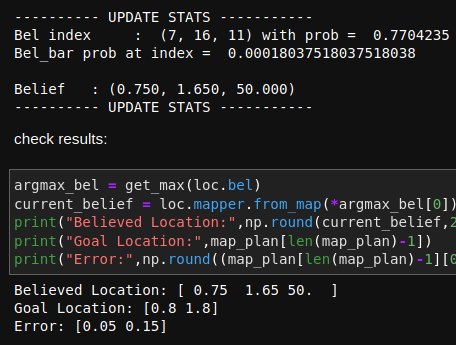 ---------- UPDATE STATS -----------
Bel index     :  (7, 16, 11) with prob =  0.7704235
Bel_bar prob at index =  0.00018037518037518038
Belief   : (0.750, 1.650, 50.000)
---------- UPDATE STATS -----------
check results:
argmax_bel = get_max(loc.bel)
current_belief = loc.mapper.from_map(*argmax_bel[0])
print("Believed Location:",np.round(current_belief,2
print("Goal Location:",map_plan[len(map_plan)-1])
print("Error:",np.round((map_plan[len(map_plan)-1][0
Believed Location: [ 0.75  1.65 50.  ]
Goal Location: [0.8 1.8]
Error: [0.05 0.15]